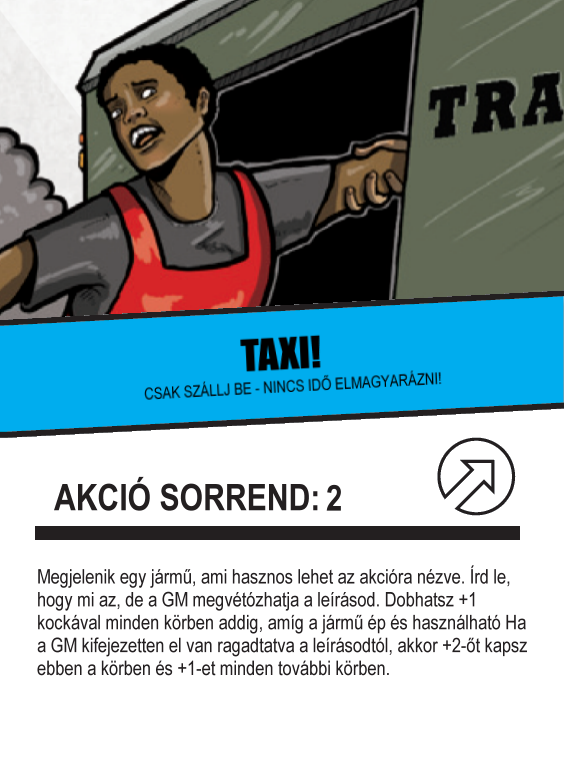 TRA
TAXI!
CSAK SZÁLLJ BE - NINCS IDŐ ELMAGYARÁZNI!
AKCIÓ SORREND: 2
Megjelenik egy jármű, ami hasznos lehet az akcióra nézve. Írd le,
hogy mi az, de a GM megvétózhatja a leírásod. Dobhatsz +1
kockával minden körben addig, amíg a jármű ép és használható Ha
a GM kifejezetten el van ragadtatva a leírásodtól, akkor +2-őt kapsz
ebben a körben és +1-et minden további körben.